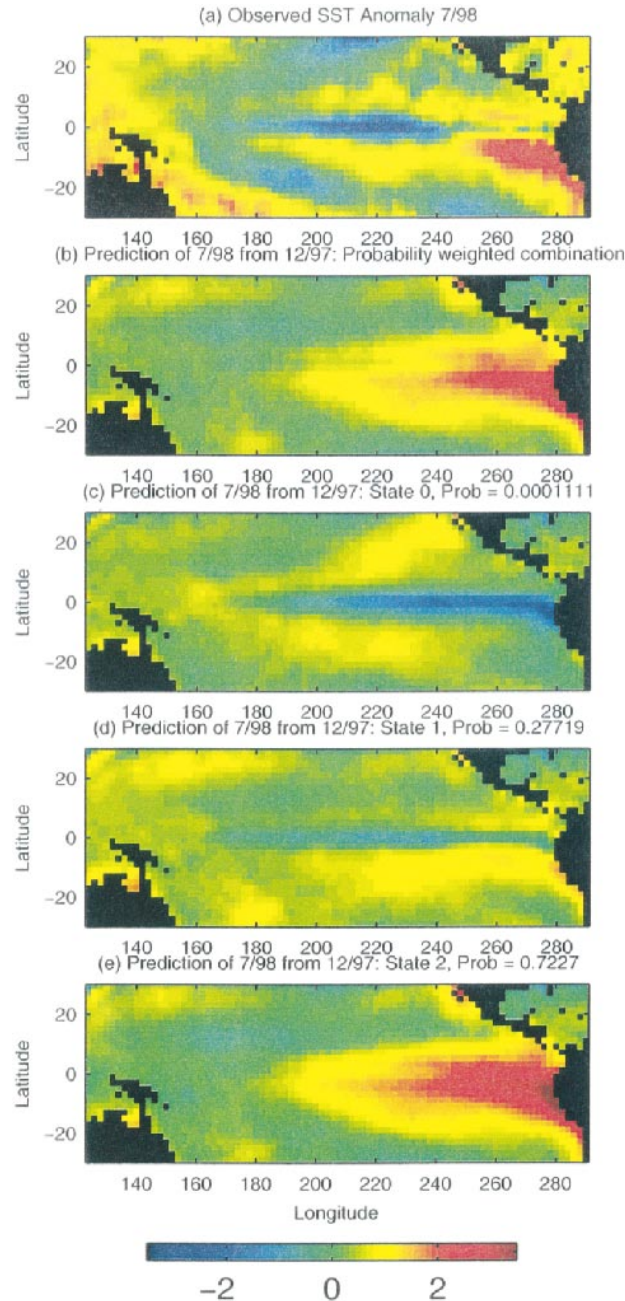 (a) Observed SST Anomaly 7/98
20
0
-20
Latitude
140 160 180 200 220 240 260 280
(b) Prediction of 7/98 from 12/97: Probability weighted combination
20
0
-20
Latitude
140 160 180 200 220 240 260 280
(c) Prediction of 7/98 from 12/97: State 0, Prob = 0.0001111
20
0
-20
Latitude
140 160 180 200 220 240 260 280
(d) Prediction of 7/98 from 12/97: State 1, Prob = 0.27719
20
0
-20
Latitude
140 160 180 200 220 240 260 280
(e) Prediction of 7/98 from 12/97: State 2, Prob = 0.7227
20
0
-20
Latitude
140 160 180 200 220 240 260 280
Longitude
-2 0 2